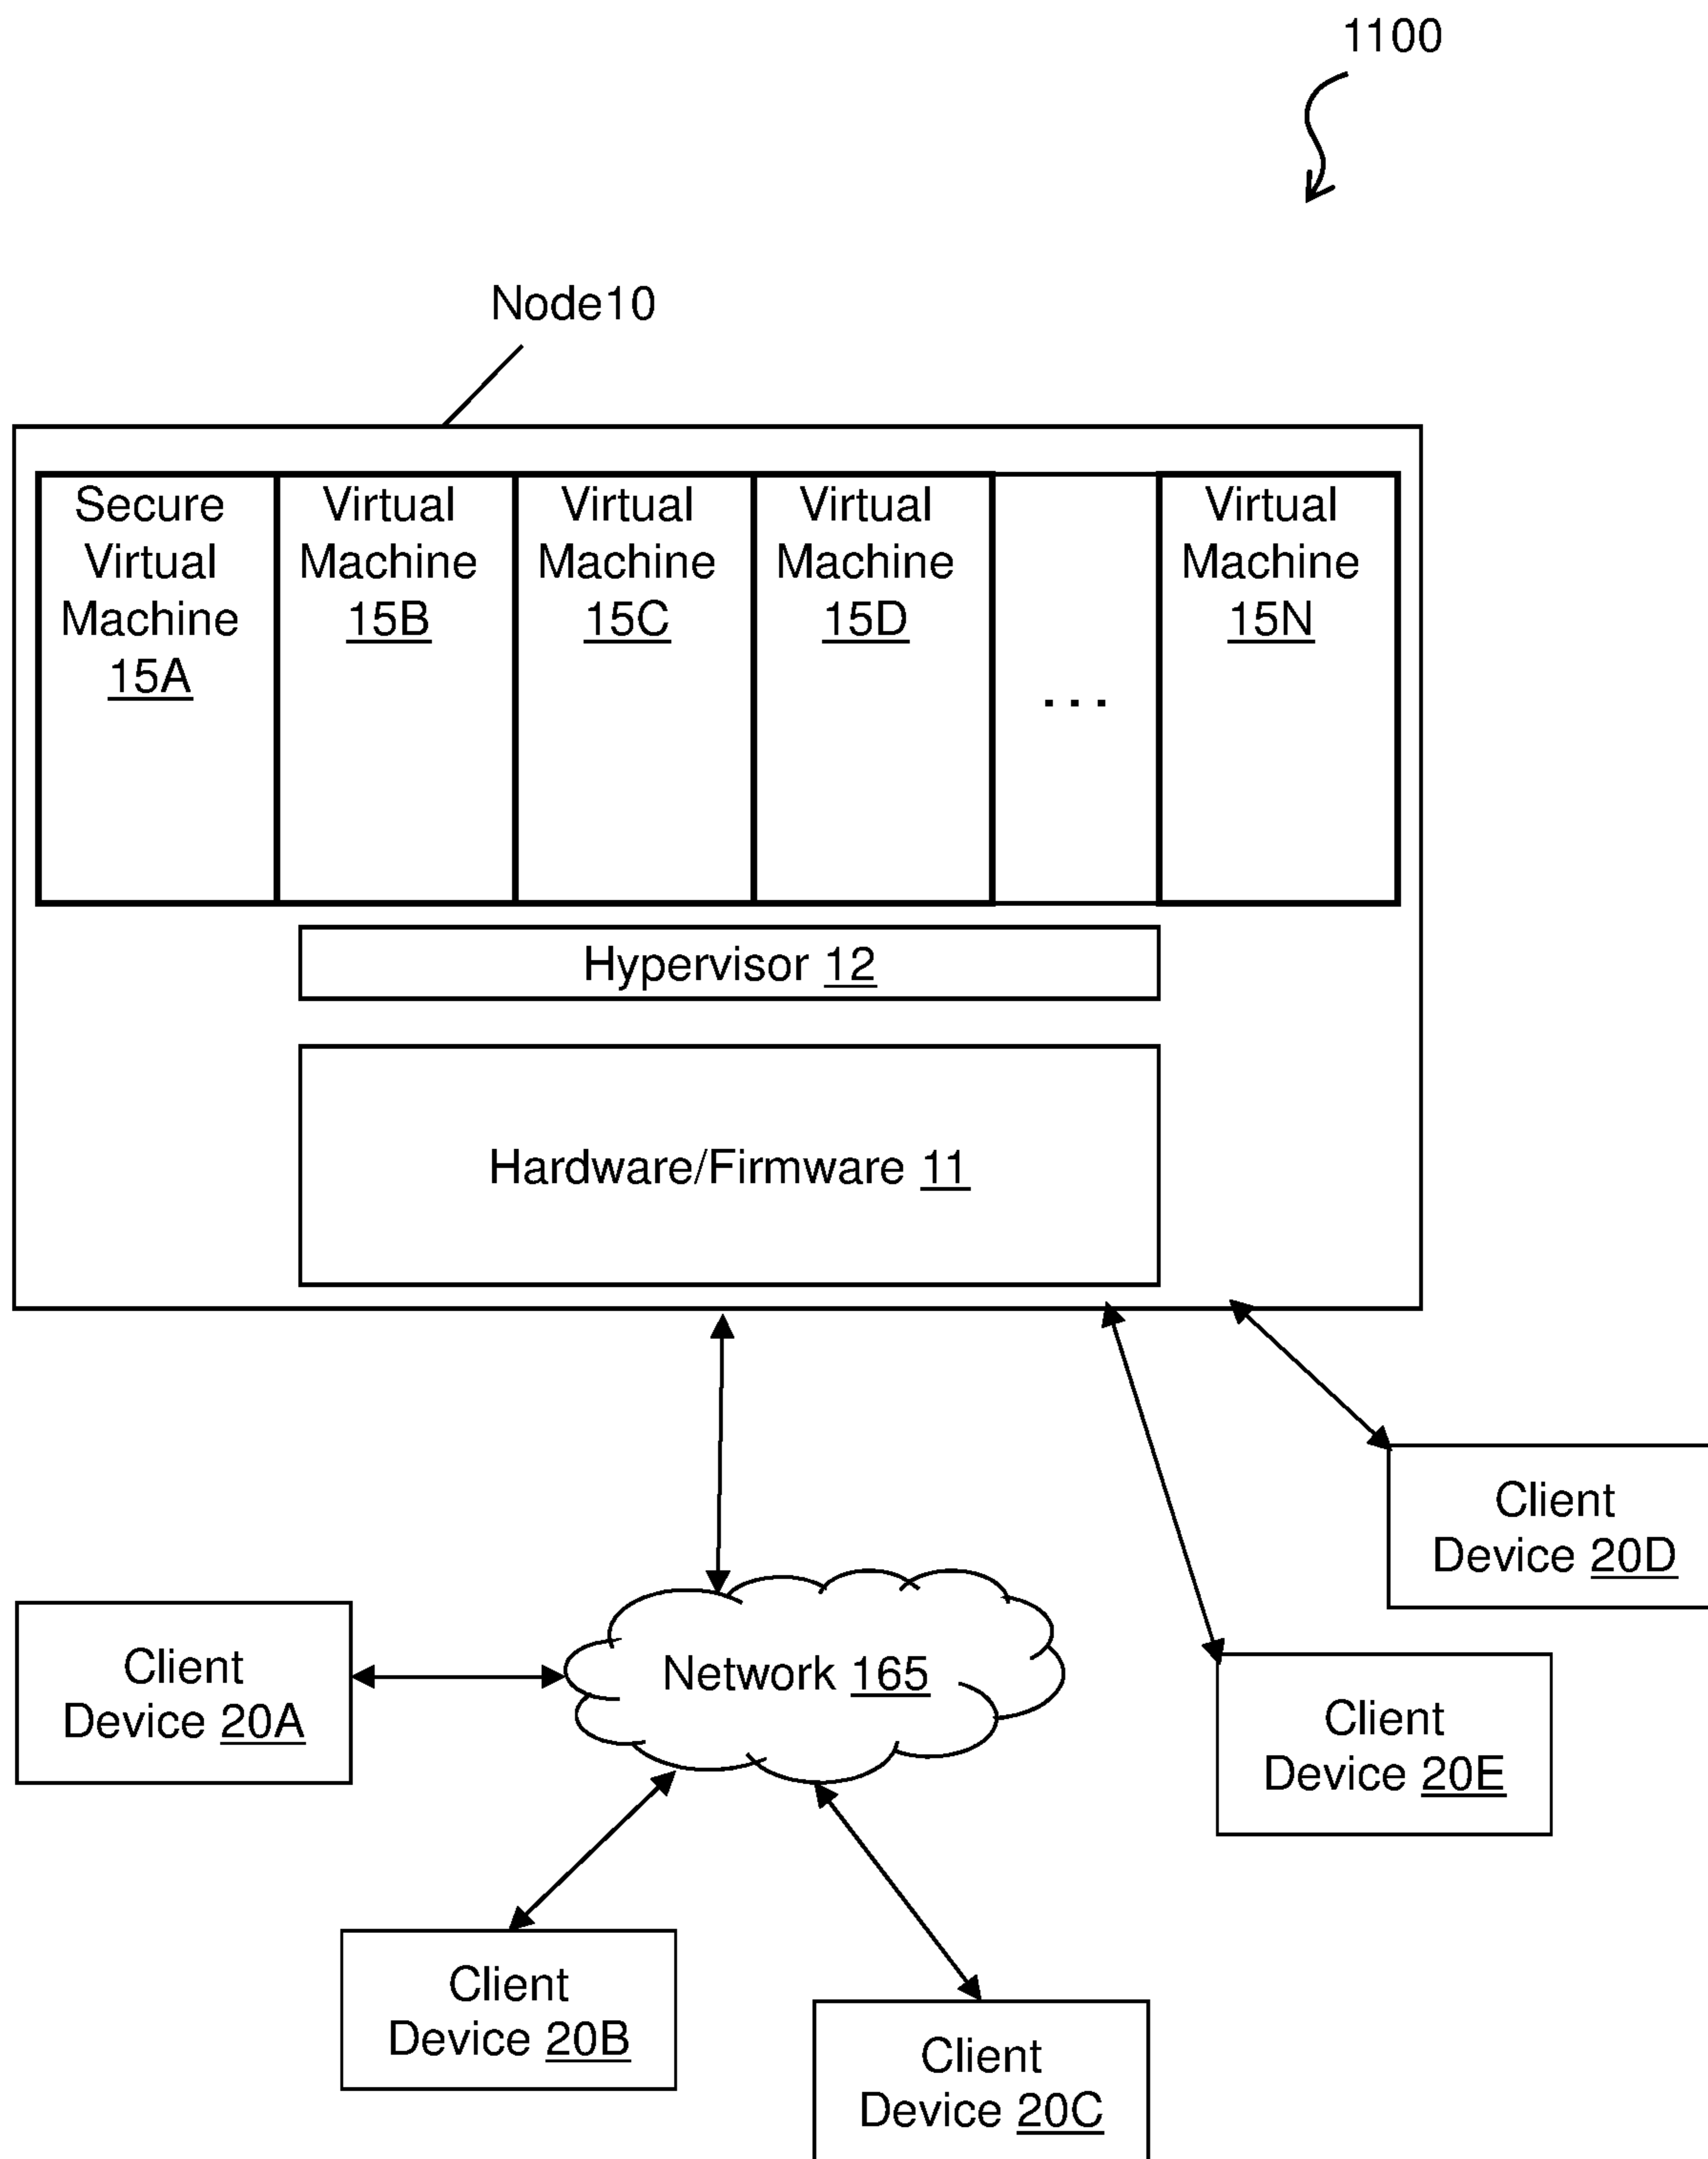 1100
Node10
Secure
Virtual
Machine
15A
Virtual
Machine
15B
Virtual
Machine
15C
Virtual
Machine
15D
...
Virtual
Machine
15N
Hypervisor 12
Hardware/Firmware 11
Client
Device 20D
Network 165
Client
Device 20A
Client
Device 20E
Client
Device 20B
Client
Device 20C